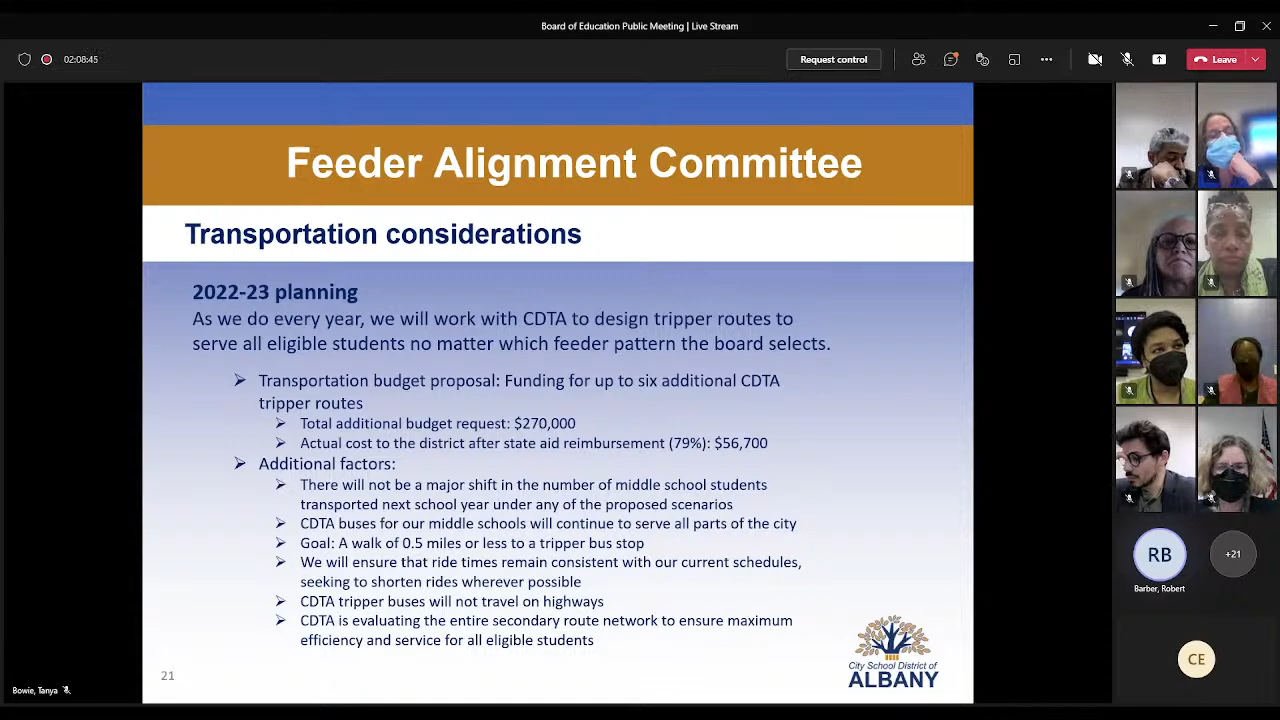 Board of Education Public Meeting | Live Stream
02:08:45
Request control
Leave
Feeder Alignment Committee
Transportation considerations
2022-23 planning
As we do every year, we will work with CDTA to design tripper routes to
serve all eligible students no matter which feeder pattern the board selects.
Transportation budget proposal: Funding for up to six additional CDTA
tripper routes
Total additional budget request: $270,000
Actual cost to the district after state aid reimbursement (79%): $56,700
Additional factors:
There will not be a major shift in the number of middle school students
transported next school year under any of the proposed scenarios
CDTA buses for our middle schools will continue to serve all parts of the city
Goal: A walk of 0.5 miles or less to a tripper bus stop
We will ensure that ride times remain consistent with our current schedules,
seeking to shorten rides wherever possible
CDTA tripper buses will not travel on highways
CDTA is evaluating the entire secondary route network to ensure maximum
efficiency and service for all eligible students
City School District of
ALBANY
21
Bowie, Tanya
RB
+21
Barber, Robert
CE